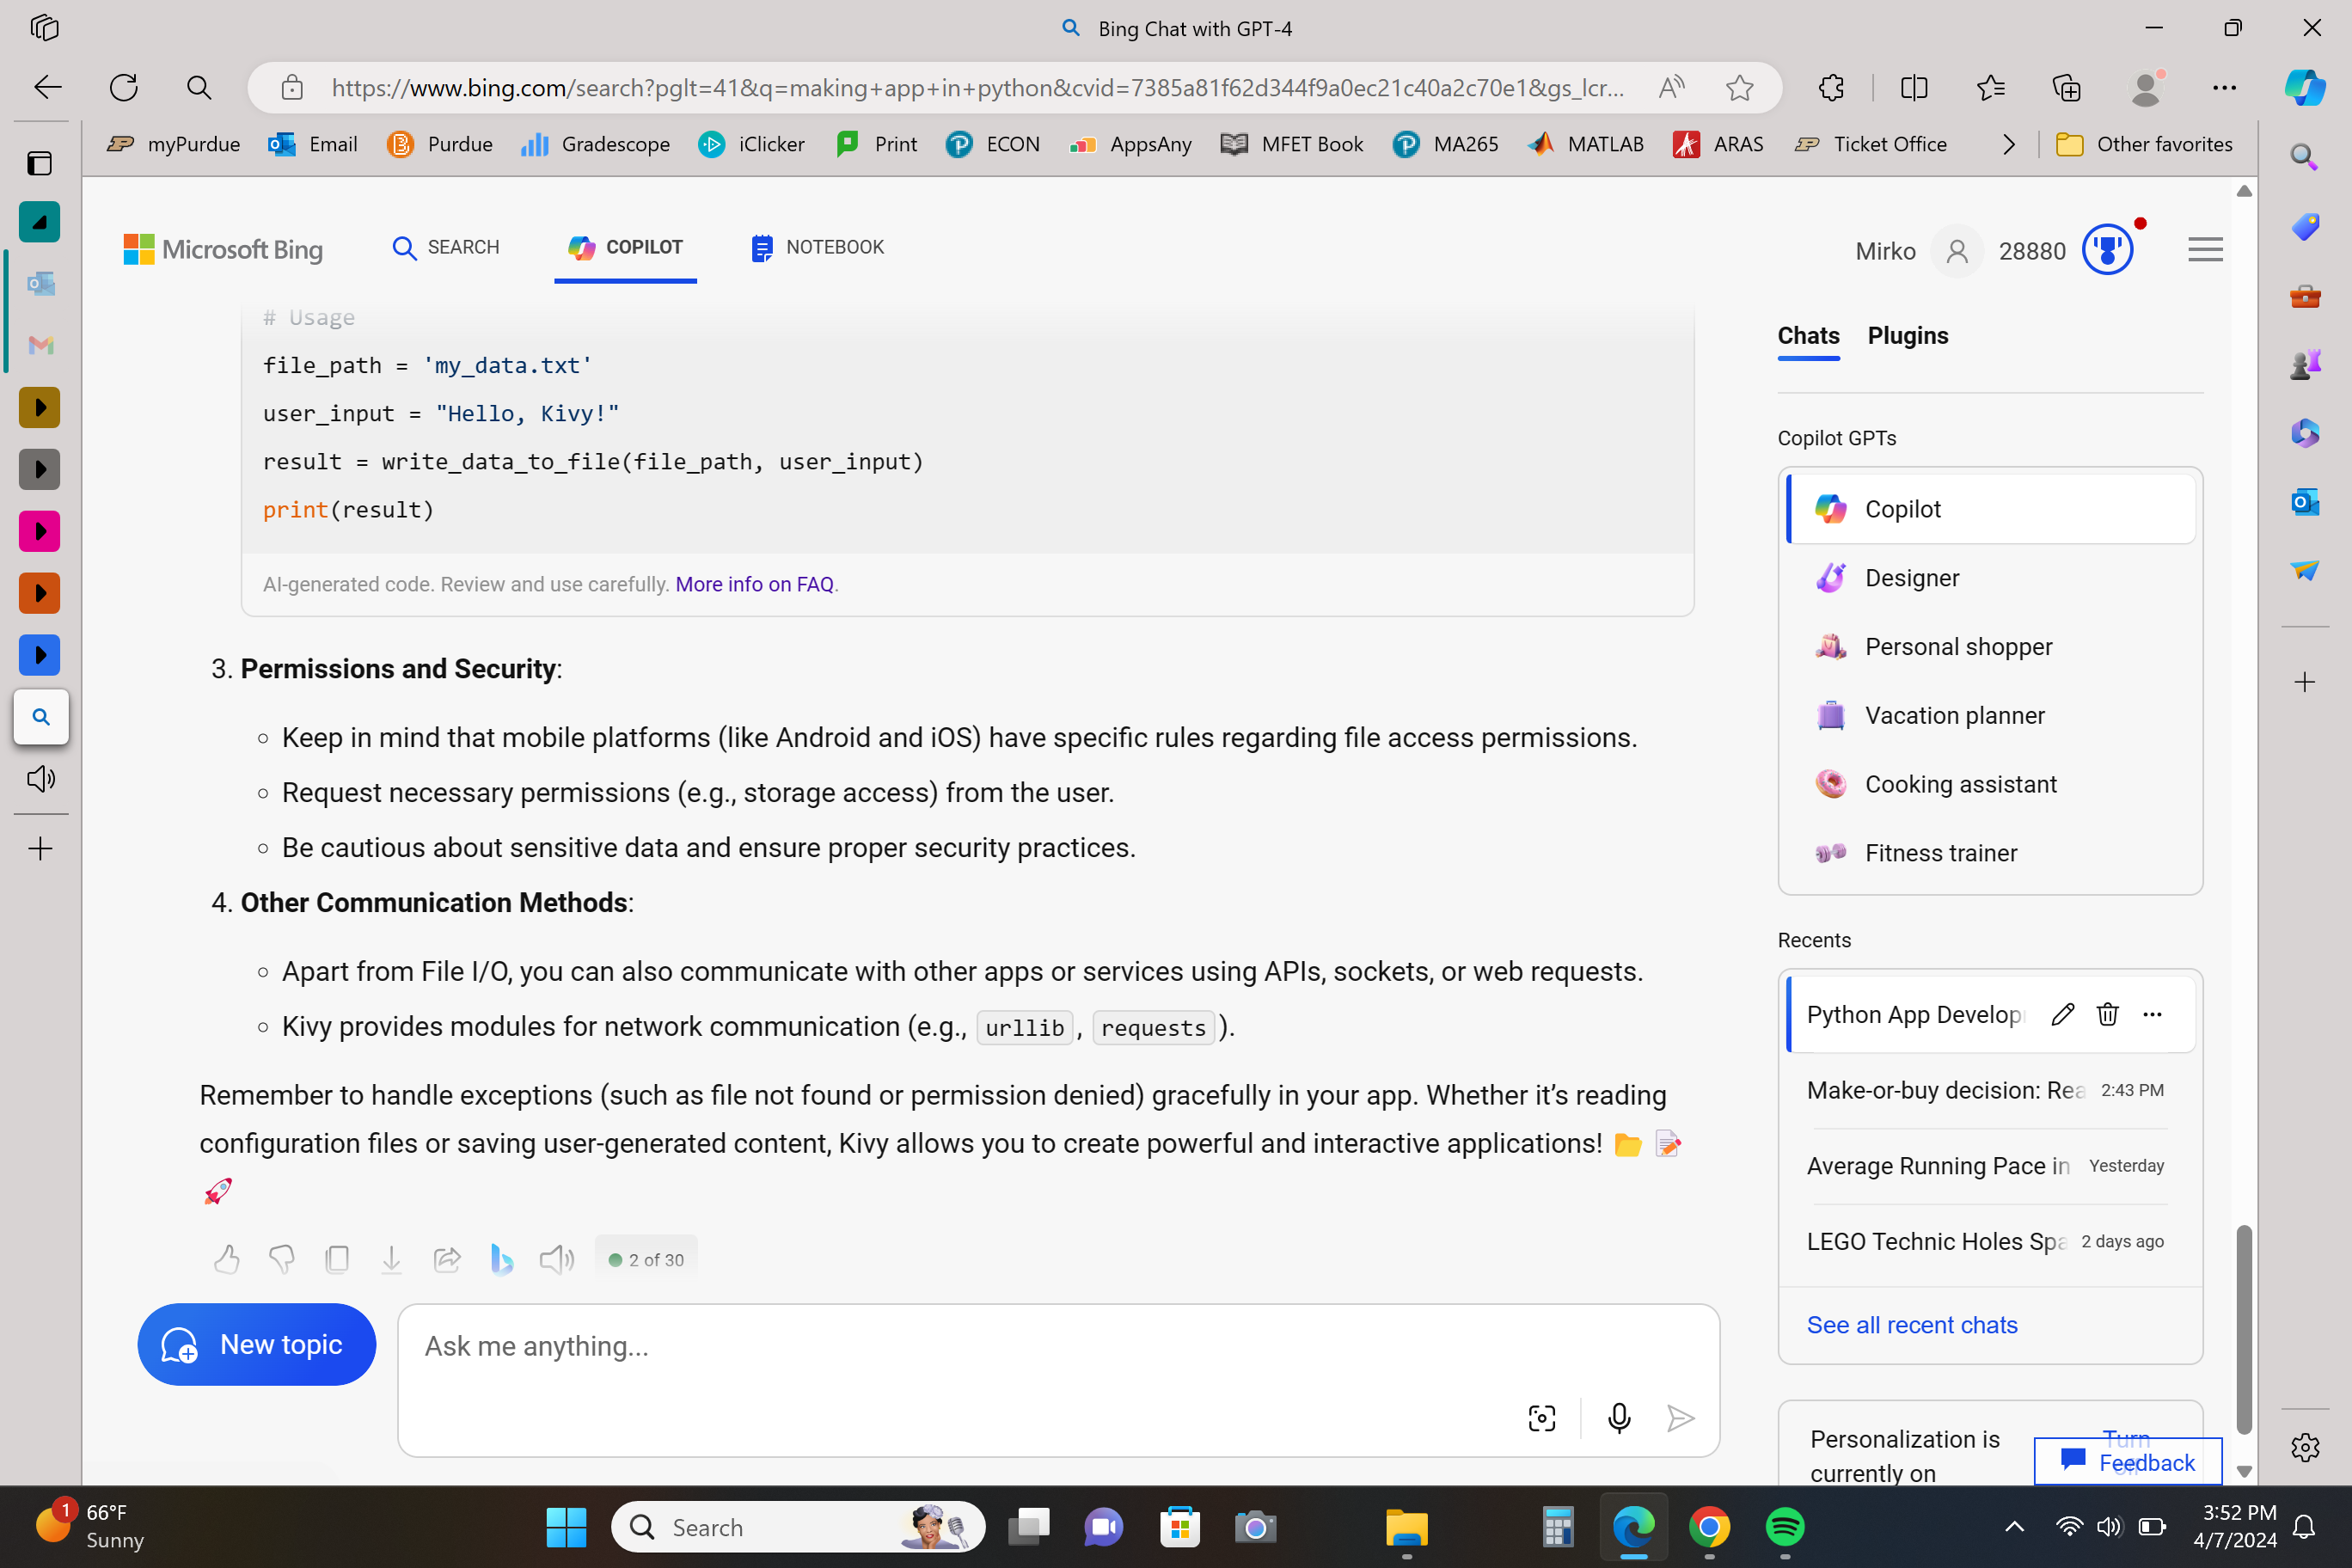 Bing Chat with GPT-4
https://www.bing.com/search?pglt=41&q=making+app+in+python&cvid=7385a81f62d344f9a0ec21c40a2c70e1&gs_lcr...
myPurdue Email Purdue Gradescope iClicker Print ECON AppsAny MFET Book MA265 MATLAB ARAS Ticket Office Other favorites
Microsoft Bing SEARCH COPILOT NOTEBOOK Mirko 28880
# Usage
file_path = 'my_data.txt'
user_input = "Hello, Kivy!"
result = write_data_to_file(file_path, user_input)
print(result)
AI-generated code. Review and use carefully. More info on FAQ.
3. Permissions and Security:
Keep in mind that mobile platforms (like Android and iOS) have specific rules regarding file access permissions.
Request necessary permissions (e.g., storage access) from the user.
Be cautious about sensitive data and ensure proper security practices.
4. Other Communication Methods:
Apart from File I/O, you can also communicate with other apps or services using APIs, sockets, or web requests.
Kivy provides modules for network communication (e.g., urllib, requests).
Remember to handle exceptions (such as file not found or permission denied) gracefully in your app. Whether it’s reading
configuration files or saving user-generated content, Kivy allows you to create powerful and interactive applications! 📂 📝
🚀
2 of 30
New topic
Ask me anything...
Chats Plugins
Copilot GPTs
Copilot
Designer
Personal shopper
Vacation planner
Cooking assistant
Fitness trainer
Recents
Python App Develop
Make-or-buy decision: Rea 2:43 PM
Average Running Pace in Yesterday
LEGO Technic Holes Spa 2 days ago
See all recent chats
Personalization is
currently on
Turn
off
Feedback
1
66°F
Sunny
Search
3:52 PM
4/7/2024